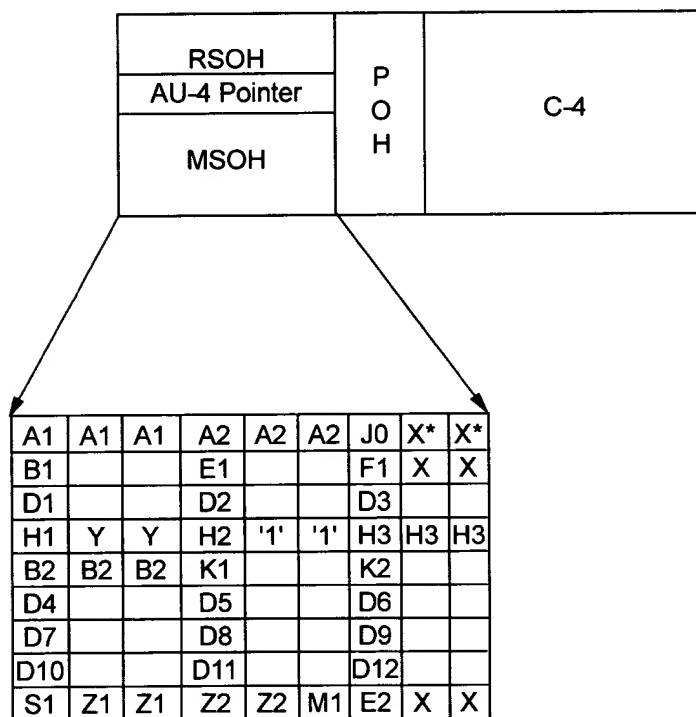 RSOH
AU-4 Pointer
MSOH
P
O
H
C-4
A1 A1 A1 A2 A2 A2 J0 X* X*
B1 E1 F1 X X
D1 D2 D3
H1 Y Y H2 '1' '1' H3 H3 H3
B2 B2 B2 K1 K2
D4 D5 D6
D7 D8 D9
D10 D11 D12
S1 Z1 Z1 Z2 Z2 M1 E2 X X